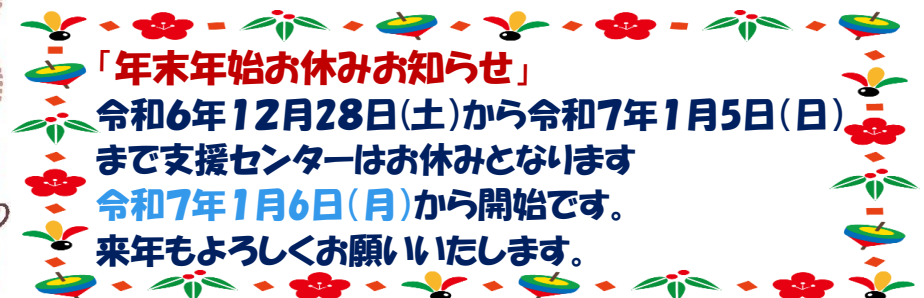 「年末年始お休みお知らせ」
令和6年12月28日(土)から令和7年1月5日(日)
まで支援センターはお休みとなります
令和7年1月6日(月)から開始です。
来年もよろしくお願いいたします。